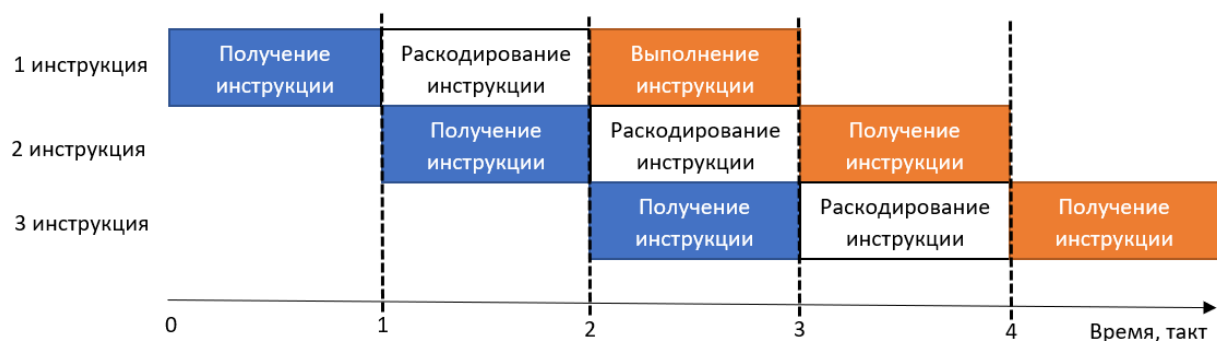 1 инструкция
Получение
инструкции
Раскодирование
инструкции
Выполнение
инструкции
2 инструкция
Получение
инструкции
Раскодирование
инструкции
Получение
инструкции
3 инструкция
Получение
инструкции
Раскодирование
инструкции
Получение
инструкции
0
1
2
3
4
Время, такт